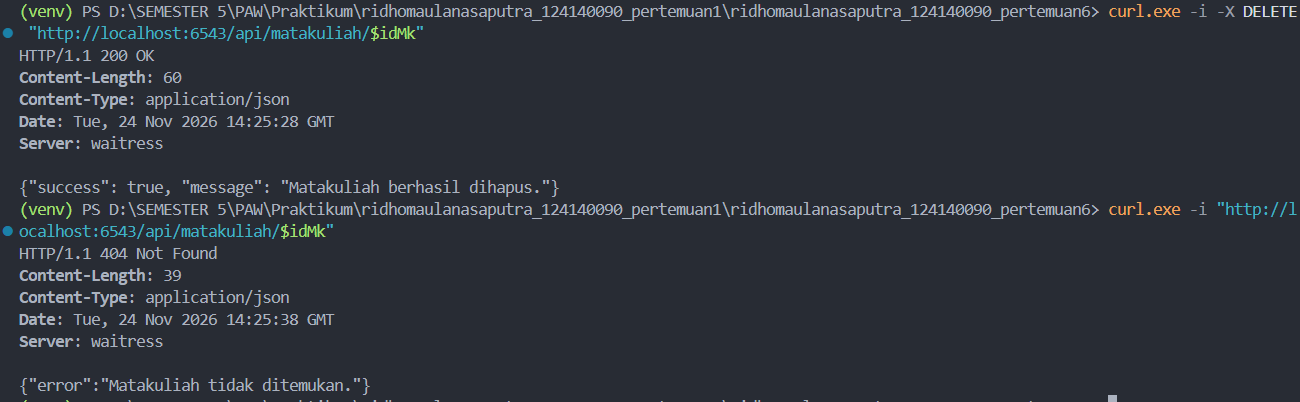 (venv) PS D:\SEMESTER 5\PAW\Praktikum\ridhomaulanasaputra_124140090_pertemuan1\ridhomaulanasaputra_124140090_pertemuan6> curl.exe -i -X DELETE
"http://localhost:6543/api/matakuliah/$idMk"
HTTP/1.1 200 OK
Content-Length: 60
Content-Type: application/json
Date: Tue, 24 Nov 2026 14:25:28 GMT
Server: waitress
{"success": true, "message": "Matakuliah berhasil dihapus."}
(venv) PS D:\SEMESTER 5\PAW\Praktikum\ridhomaulanasaputra_124140090_pertemuan1\ridhomaulanasaputra_124140090_pertemuan6> curl.exe -i "http://l
ocalhost:6543/api/matakuliah/$idMk"
HTTP/1.1 404 Not Found
Content-Length: 39
Content-Type: application/json
Date: Tue, 24 Nov 2026 14:25:38 GMT
Server: waitress
{"error":"Matakuliah tidak ditemukan."}